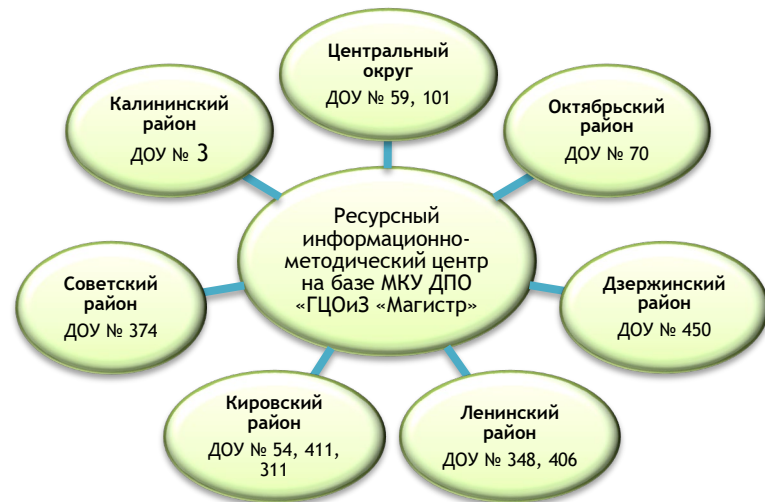 Центральный
округ
ДОУ № 59, 101
Калининский
район
ДОУ № 3
Октябрьский
район
ДОУ № 70
Ресурсный
информационно-
методический центр
на базе МКУ ДПО
«ГЦОиЗ «Магистр»
Советский
район
ДОУ № 374
Дзержинский
район
ДОУ № 450
Кировский
район
ДОУ № 54, 411,
311
Ленинский
район
ДОУ № 348, 406